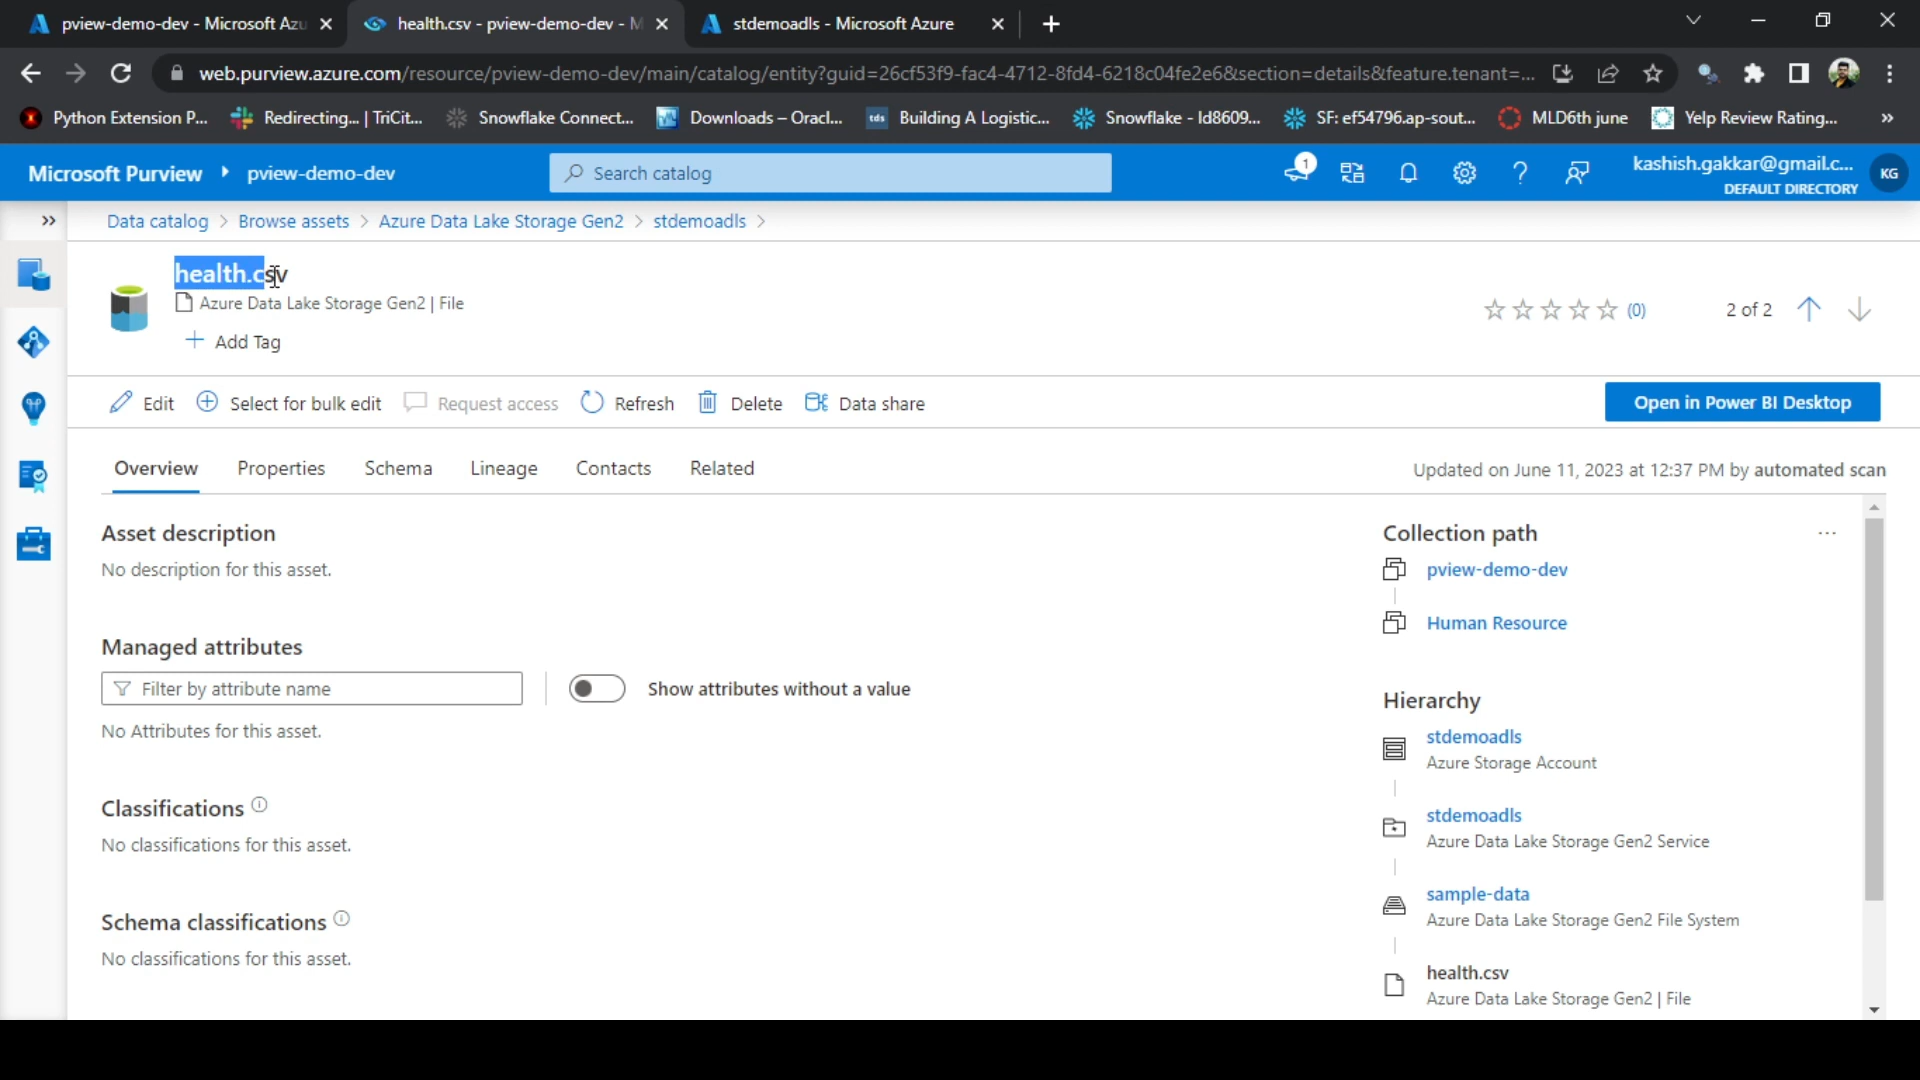 pview-demo-dev - Microsoft Azu
health.csv - pview-demo-dev - M
stdemoadls - Microsoft Azure
web.purview.azure.com/resource/pview-demo-dev/main/catalog/entity?guid=26cf53f9-fac4-4712-8fd4-6218c04fe2e6&section=details&feature.tenant=...
Python Extension P...
Redirecting... | TriCit...
Snowflake Connect...
Downloads – Oracl...
tds
Building A Logistic...
Snowflake - Id8609...
SF: ef54796.ap-sout...
MLD6th june
Yelp Review Rating...
»
Microsoft Purview
pview-demo-dev
Search catalog
1
kashish.gakkar@gmail.c...
DEFAULT DIRECTORY
KG
Data catalog > Browse assets > Azure Data Lake Storage Gen2 > stdemoadls >
health.csv
Azure Data Lake Storage Gen2 | File
Add Tag
(0)
2 of 2
Edit
Select for bulk edit
Request access
Refresh
Delete
Data share
Open in Power BI Desktop
Overview
Properties
Schema
Lineage
Contacts
Related
Updated on June 11, 2023 at 12:37 PM by automated scan
Asset description
No description for this asset.
Managed attributes
Filter by attribute name
Show attributes without a value
No Attributes for this asset.
Classifications
No classifications for this asset.
Schema classifications
No classifications for this asset.
Collection path
...
pview-demo-dev
Human Resource
Hierarchy
stdemoadls
Azure Storage Account
stdemoadls
Azure Data Lake Storage Gen2 Service
sample-data
Azure Data Lake Storage Gen2 File System
health.csv
Azure Data Lake Storage Gen2 | File